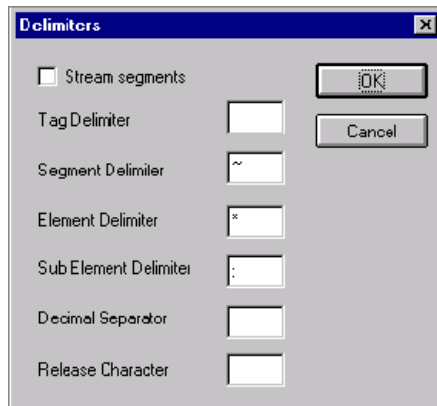 Delimiters
Stream segments
OK
Tag Delimiter
Cancel
Segment Delimiter ~
Element Delimiter *
Sub Element Delimiter :
Decimal Separator
Release Character